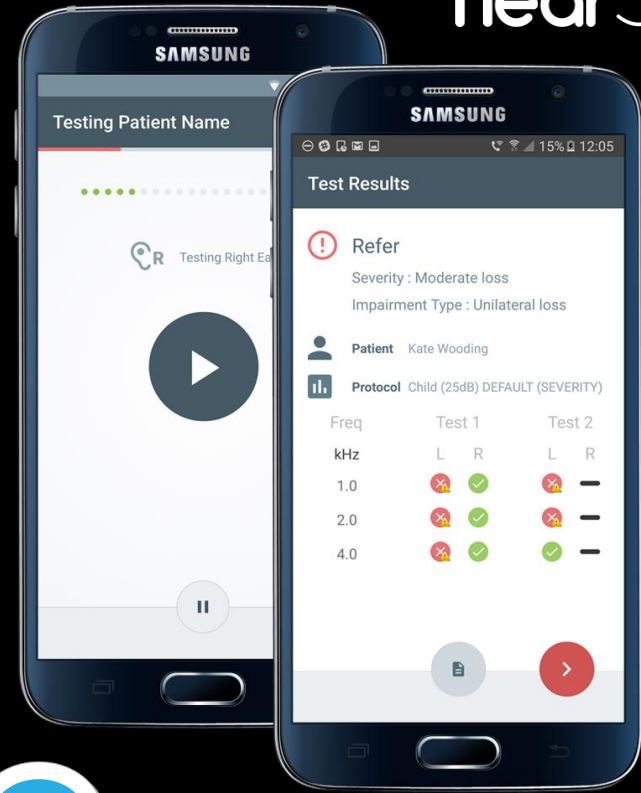 SAMSUNG
Testing Patient Name
R Testing Right
SAMSUNG
15% 12:05
Test Results
Refer
Severity : Moderate loss
Impairment Type : Unilateral loss
Patient Kate Wooding
Protocol Child (25dB) DEFAULT (SEVERITY)
Freq Test 1 Test 2
kHz L R L R
1.0
2.0
4.0